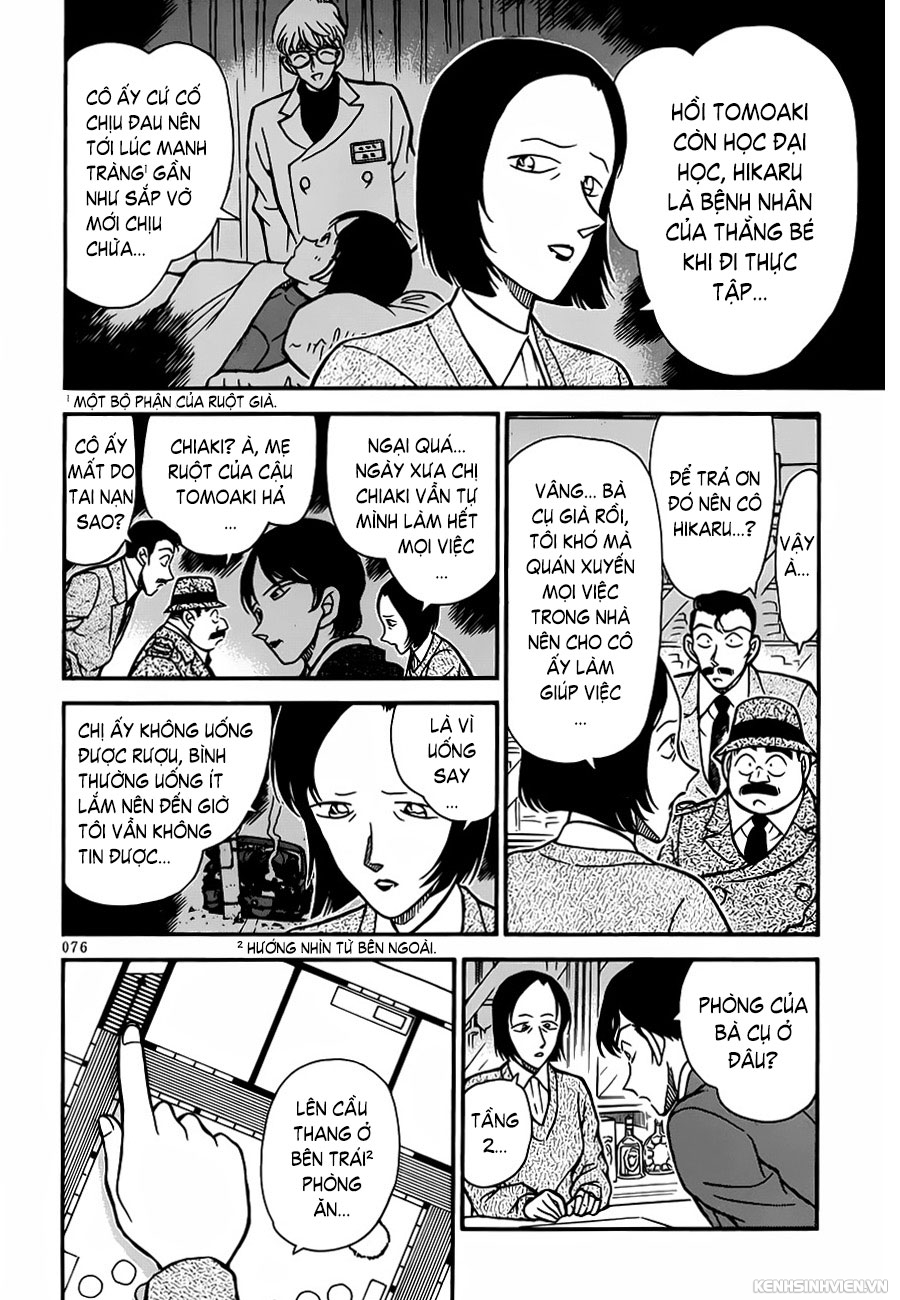 HỒI TOMOAKI
CÒN HỌC ĐẠI
HỌC, HIKARU
LÀ BỆNH NHÂN
CỦA THẰNG BÉ
KHI ĐI THỰC
TẬP...
CÔ ẤY CỨ CỐ
CHỊU ĐAU NÊN
TỚI LÚC MANH
TRÀNG¹ GẦN
NHƯ SẮP VỠ
MỚI CHỊU
CHỮA...
¹ MỘT BỘ PHẬN CỦA RUỘT GIÀ.
VẬY
À...
ĐỂ TRẢ ƠN
ĐÓ NÊN CÔ
HIKARU...?
VÂNG... BÀ
CỤ GIÀ RỒI,
TÔI KHÓ MÀ
QUÁN XUYẾN
MỌI VIỆC
TRONG NHÀ
NÊN CHO CÔ
ẤY LÀM
GIÚP VIỆC
...
NGẠI QUÁ...
NGÀY XƯA CHỊ
CHIAKI VẪN TỰ
MÌNH LÀM HẾT
MỌI VIỆC
...
CHIAKI? À, MẸ
RUỘT CỦA CẬU
TOMOAKI HẢ
...
CÔ ẤY
MẤT DO
TAI NẠN
SAO?
LÀ VÌ
UỐNG
SAY
...
CHỊ ẤY KHÔNG UỐNG
ĐƯỢC RƯỢU, BÌNH
THƯỜNG UỐNG ÍT
LẮM NÊN ĐẾN GIỜ
TÔI VẪN KHÔNG
TIN ĐƯỢC...
076
² HƯỚNG NHÌN TỪ BÊN NGOÀI.
PHÒNG CỦA
BÀ CỤ Ở
ĐÂU?
TẦNG
2...
LÊN CẦU
THANG Ở
BÊN TRÁI²
PHÒNG
ĂN...
KENHSINHVIEN.VN